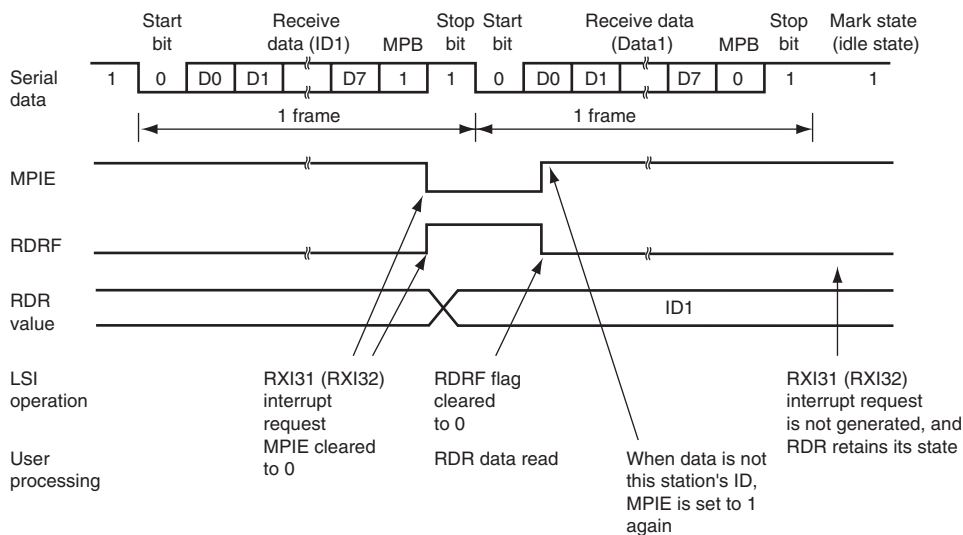 Start bit
Receive data (ID1)
MPB
Stop bit
Start bit
Receive data (Data1)
MPB
Stop bit
Mark state (idle state)
Serial data
1 0 D0 D1 D7 1 1 0 D0 D1 D7 0 1 1
1 frame
1 frame
MPIE
RDRF
RDR value
ID1
LSI operation
RXI31 (RXI32)
interrupt
request
MPIE cleared
to 0
RDRF flag
cleared
to 0
RXI31 (RXI32)
interrupt request
is not generated, and
RDR retains its state
User processing
RDR data read
When data is not
this station's ID,
MPIE is set to 1
again